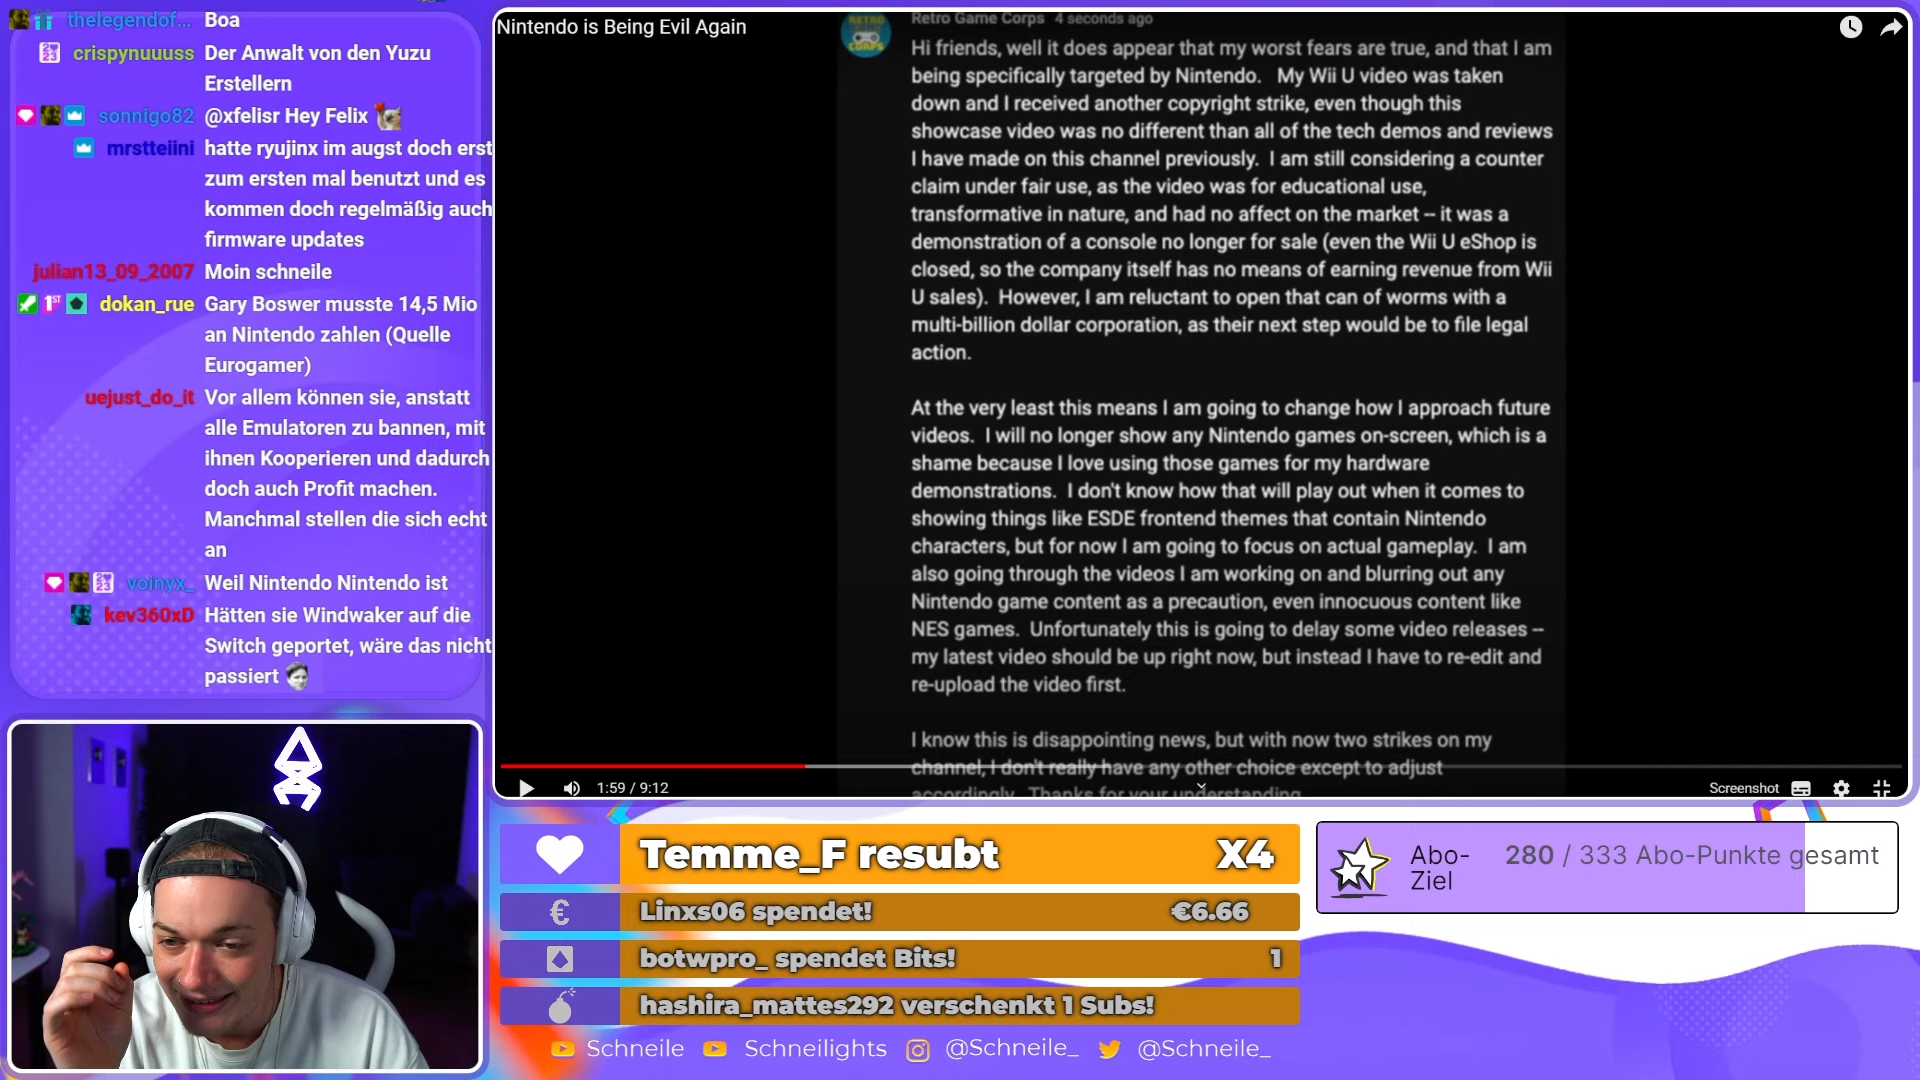 thelegendof... Boa
crispynuuuss Der Anwalt von den Yuzu
Erstellern
sonnigo82 @xfelisr Hey Felix
mrstteiini hatte ryujinx im augst doch erst
zum ersten mal benutzt und es
kommen doch regelmäßig auch
firmware updates
julian13_09_2007 Moin schneile
1ST dokan_rue Gary Boswer musste 14,5 Mio
an Nintendo zahlen (Quelle
Eurogamer)
uejust_do_it Vor allem können sie, anstatt
alle Emulatoren zu bannen, mit
ihnen Kooperieren und dadurch
doch auch Profit machen.
Manchmal stellen die sich echt
an
voinyx_ Weil Nintendo Nintendo ist
kev360xD Hätten sie Windwaker auf die
Switch geportet, wäre das nicht
passiert
Nintendo is Being Evil Again
RETRO
CORPS
Retro Game Corps 4 seconds ago
Hi friends, well it does appear that my worst fears are true, and that I am
being specifically targeted by Nintendo. My Wii U video was taken
down and I received another copyright strike, even though this
showcase video was no different than all of the tech demos and reviews
I have made on this channel previously. I am still considering a counter
claim under fair use, as the video was for educational use,
transformative in nature, and had no affect on the market -- it was a
demonstration of a console no longer for sale (even the Wii U eShop is
closed, so the company itself has no means of earning revenue from Wii
U sales). However, I am reluctant to open that can of worms with a
multi-billion dollar corporation, as their next step would be to file legal
action.
At the very least this means I am going to change how I approach future
videos. I will no longer show any Nintendo games on-screen, which is a
shame because I love using those games for my hardware
demonstrations. I don't know how that will play out when it comes to
showing things like ESDE frontend themes that contain Nintendo
characters, but for now I am going to focus on actual gameplay. I am
also going through the videos I am working on and blurring out any
Nintendo game content as a precaution, even innocuous content like
NES games. Unfortunately this is going to delay some video releases --
my latest video should be up right now, but instead I have to re-edit and
re-upload the video first.
I know this is disappointing news, but with now two strikes on my
channel, I don't really have any other choice except to adjust
accordingly. Thanks for your understanding
1:59 / 9:12
Screenshot
Temme_F resubt X4
€ Linxs06 spendet! €6.66
botwpro_ spendet Bits! 1
hashira_mattes292 verschenkt 1 Subs!
Abo-
Ziel
280 / 333 Abo-Punkte gesamt
Schneile Schneilights @Schneile_ @Schneile_